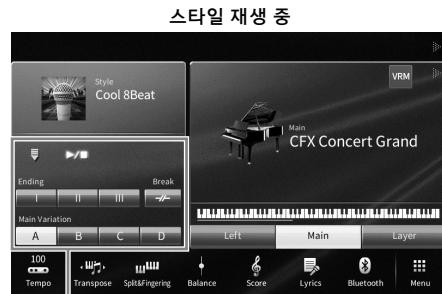 스타일 재생 중
Style
Cool 8Beat
VRM
Main
CFX Concert Grand
Ending
Break
I II III
Main Variation
A B C D
Left Main Layer
100
Tempo
Transpose
Split&Fingering
Balance
Score
Lyrics
Bluetooth
Menu